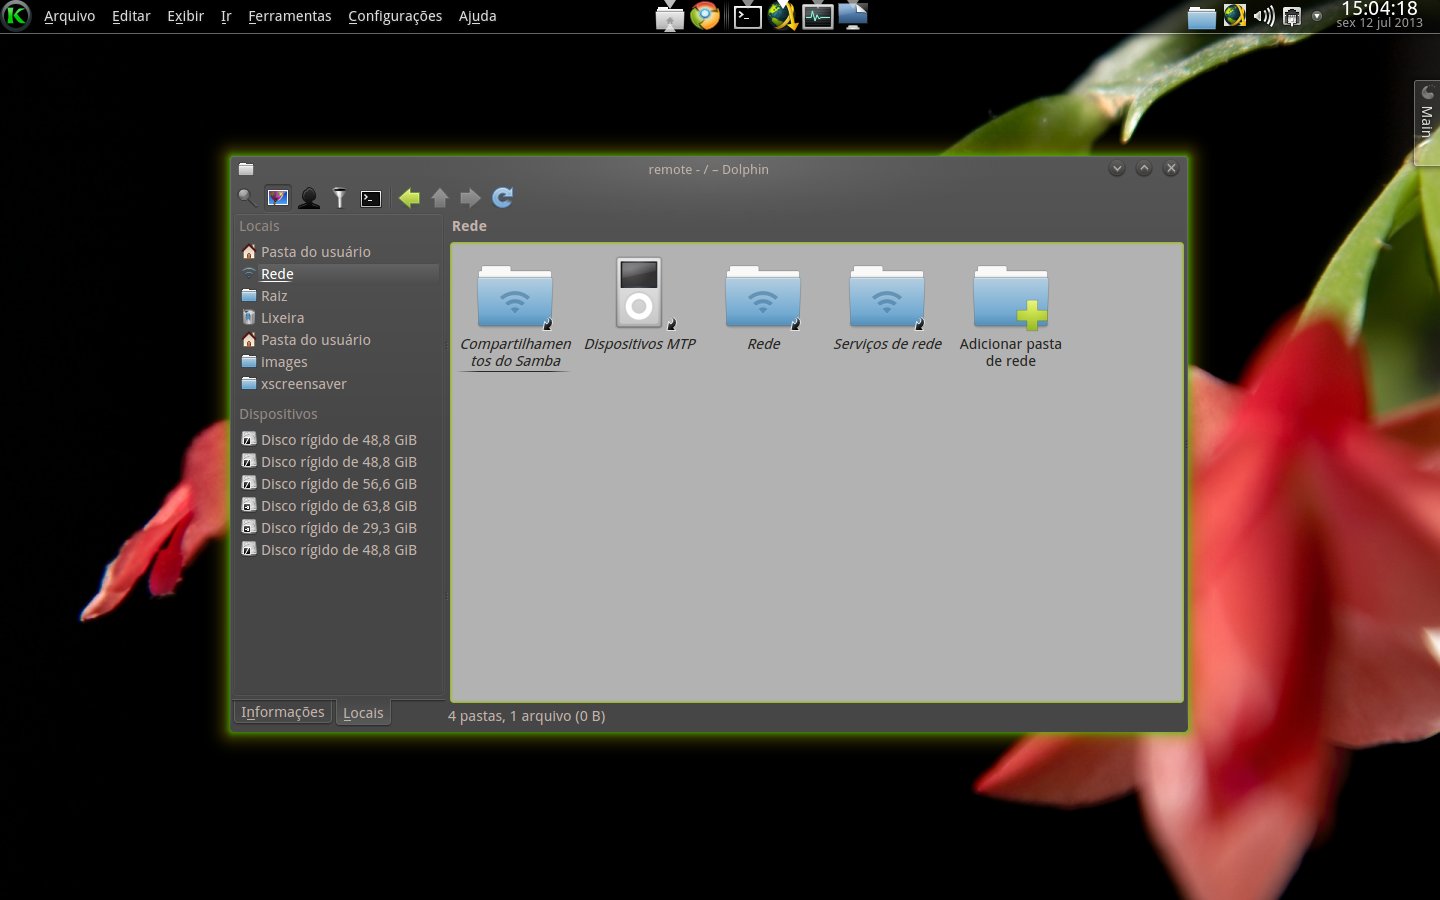 Arquivo Editar Exibir Ir Ferramentas Configurações Ajuda
15:04:18
sex 12 jul 2013
Main
remote - / – Dolphin
Locais
Pasta do usuário
Rede
Raiz
Lixeira
Pasta do usuário
images
xscreensaver
Dispositivos
Disco rígido de 48,8 GiB
Disco rígido de 48,8 GiB
Disco rígido de 56,6 GiB
Disco rígido de 63,8 GiB
Disco rígido de 29,3 GiB
Disco rígido de 48,8 GiB
Informações Locais
Rede
Compartilhamen
tos do Samba
Dispositivos MTP
Rede
Serviços de rede
Adicionar pasta
de rede
4 pastas, 1 arquivo (0 B)